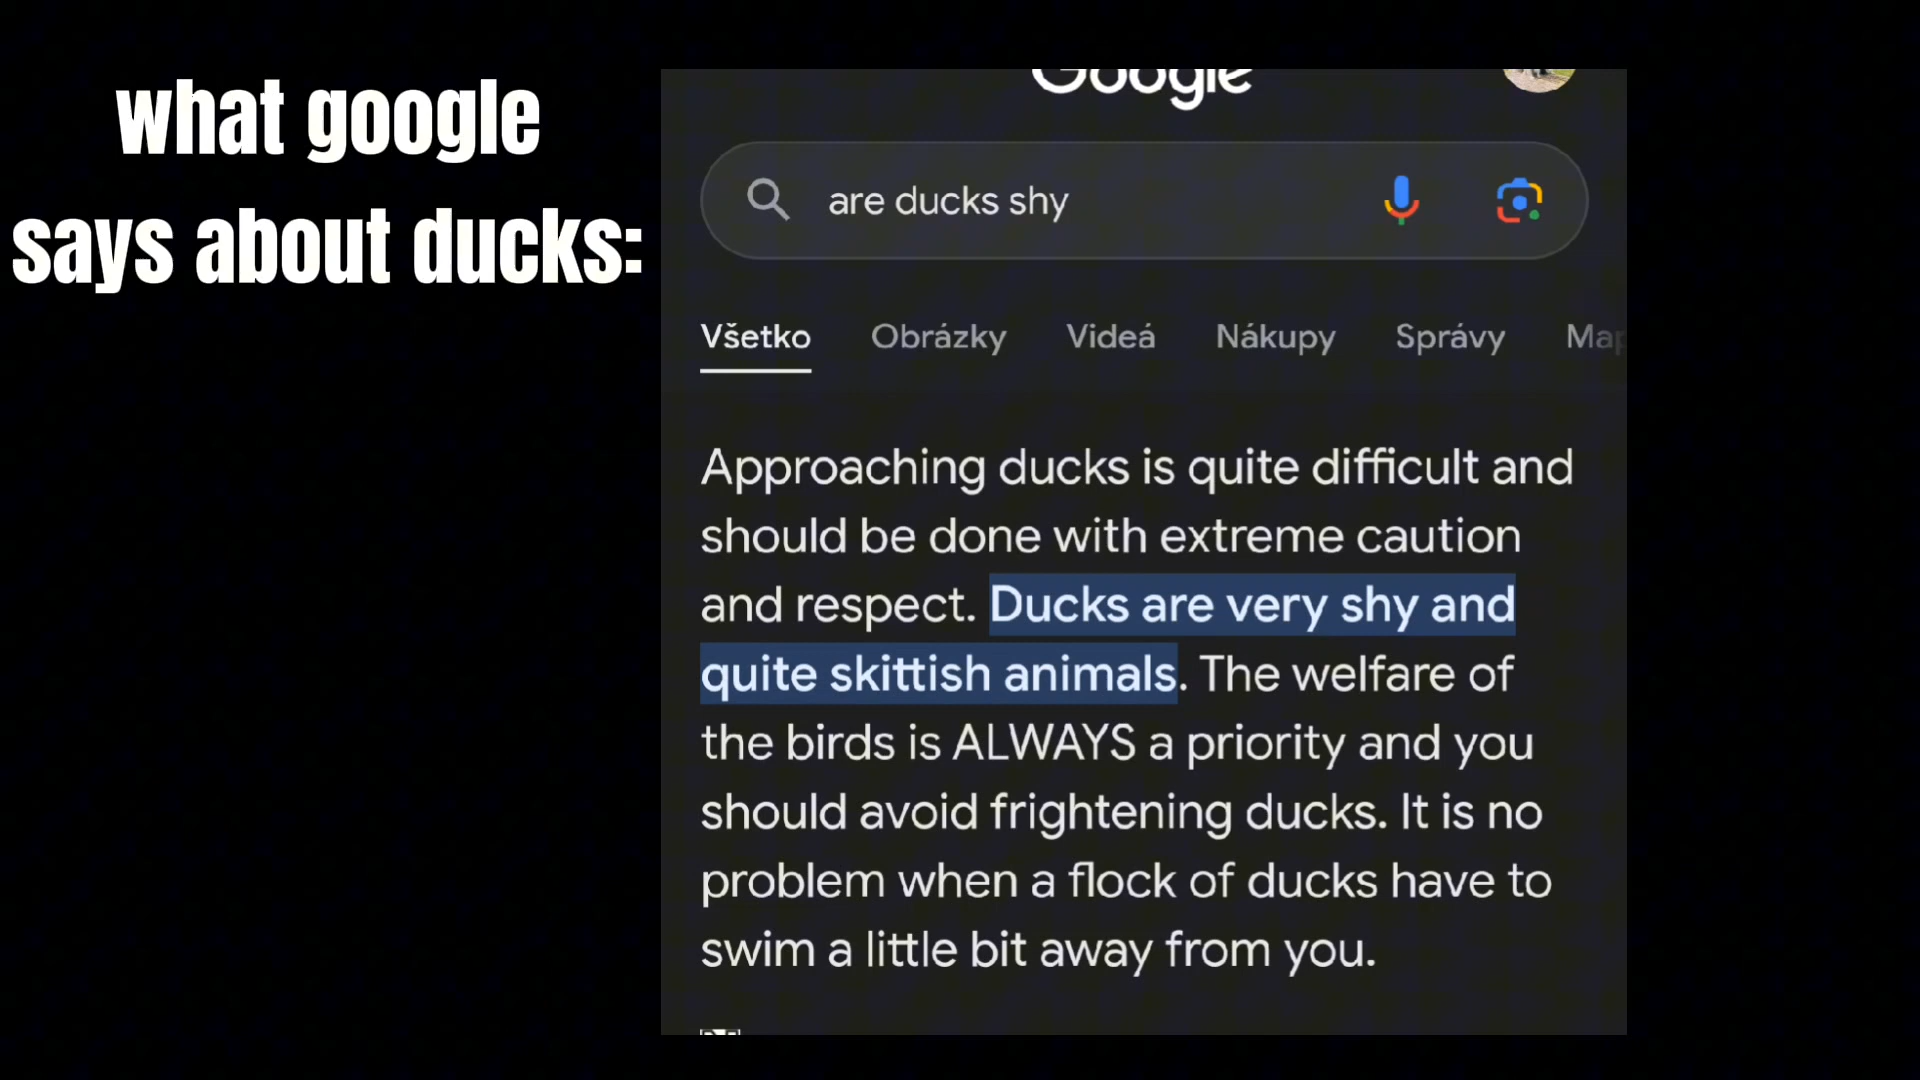 what google
says about ducks:
Google
are ducks shy
Všetko Obrázky Videá Nákupy Správy Map
Approaching ducks is quite difficult and
should be done with extreme caution
and respect. Ducks are very shy and
quite skittish animals. The welfare of
the birds is ALWAYS a priority and you
should avoid frightening ducks. It is no
problem when a flock of ducks have to
swim a little bit away from you.